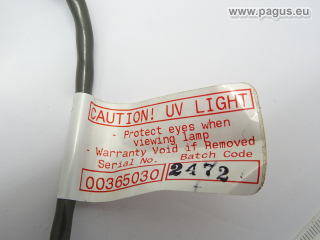 www.pagus.eu
CAUTION! UV LIGHT
- Protect eyes when
viewing lamp
- Warranty Void if Removed
Serial No. Batch Code
00365030 2472